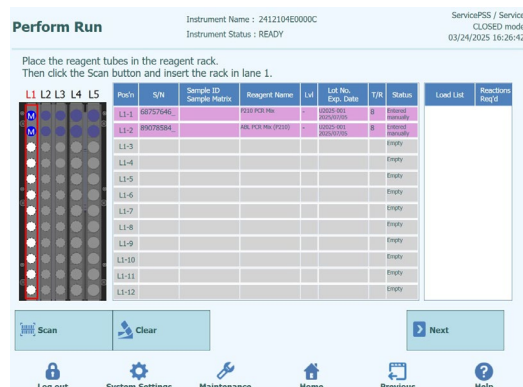 Perform Run
Instrument Name : 2412104E0000C
Instrument Status : READY
ServicePSS / Service
CLOSED mode
03/24/2025 16:26:42
Place the reagent tubes in the reagent rack.
Then click the Scan button and insert the rack in lane 1.
L1 L2 L3 L4 L5
M
M
Pos'n S/N Sample ID Sample Matrix Reagent Name Lvl Lot No. Exp. Date T/R Status
L1-1 68757646_ P210 PCR Mix - U2025-001 2025/07/05 B Entered manually
L1-2 89078584_ ABL PCR Mix (P210) - U2025-001 2025/07/05 B Entered manually
L1-3 Empty
L1-4 Empty
L1-5 Empty
L1-6 Empty
L1-7 Empty
L1-8 Empty
L1-9 Empty
L1-10 Empty
L1-11 Empty
L1-12 Empty
Load List Reactions Req'd
Scan
Clear
Next
Log out
System Settings
Maintenance
Home
Previous
Help